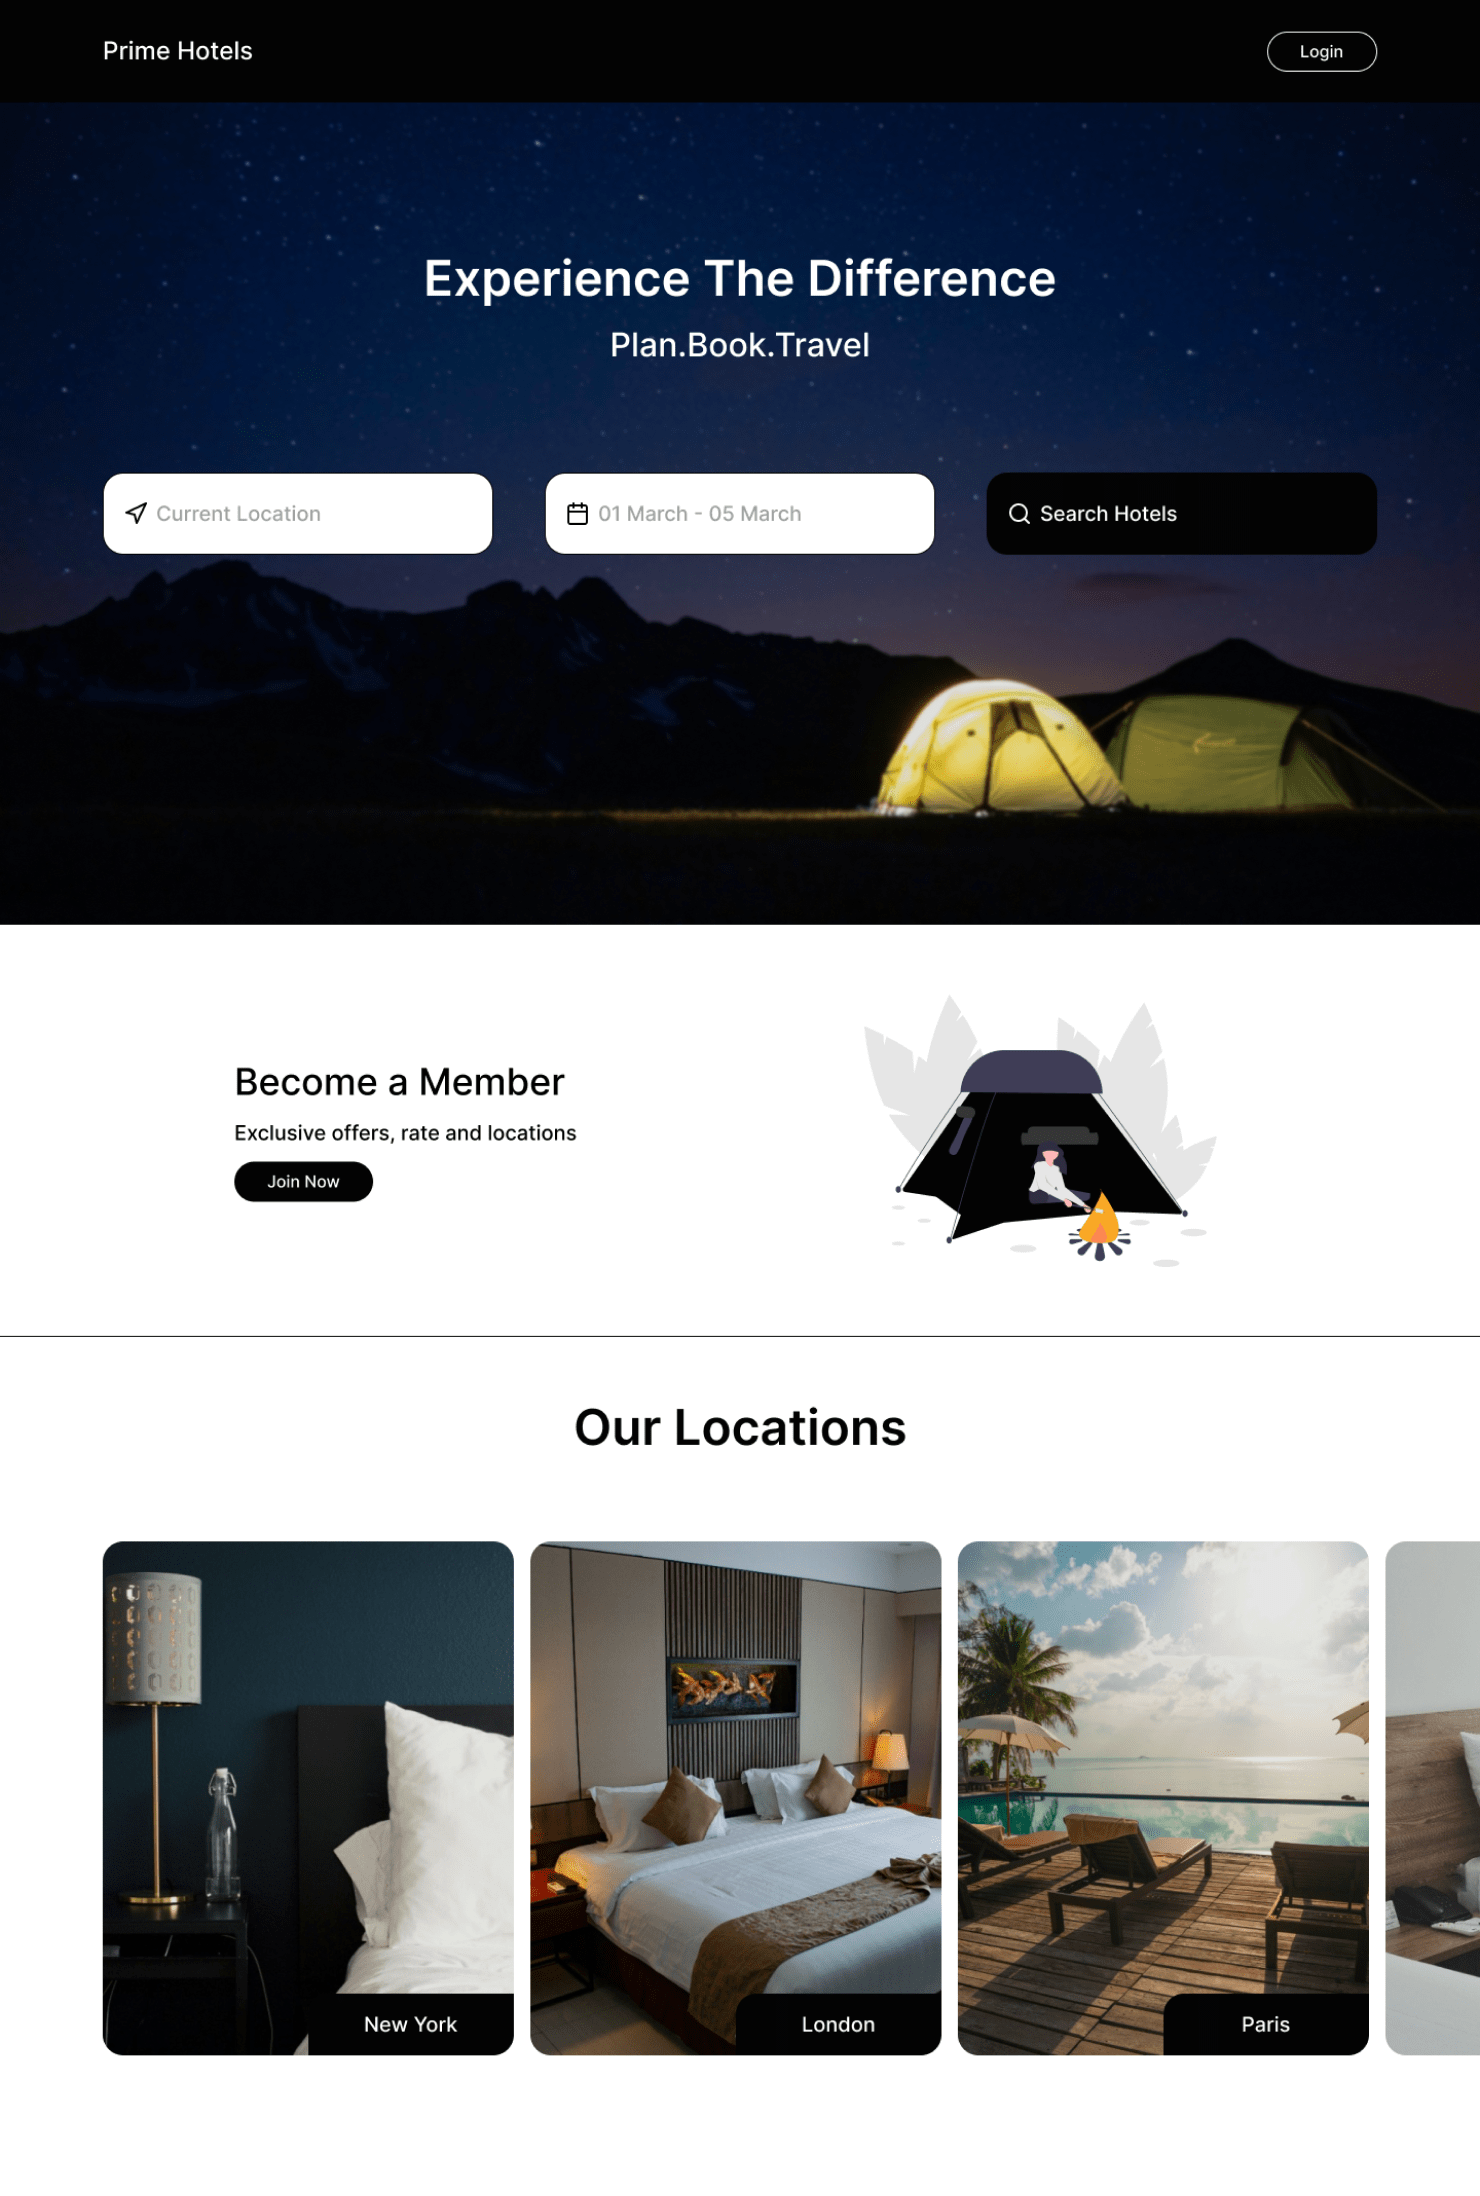 Prime Hotels
Login
Experience The Difference
Plan.Book.Travel
Current Location
01 March - 05 March
Search Hotels
Become a Member
Exclusive offers, rate and locations
Join Now
Our Locations
New York
London
Paris